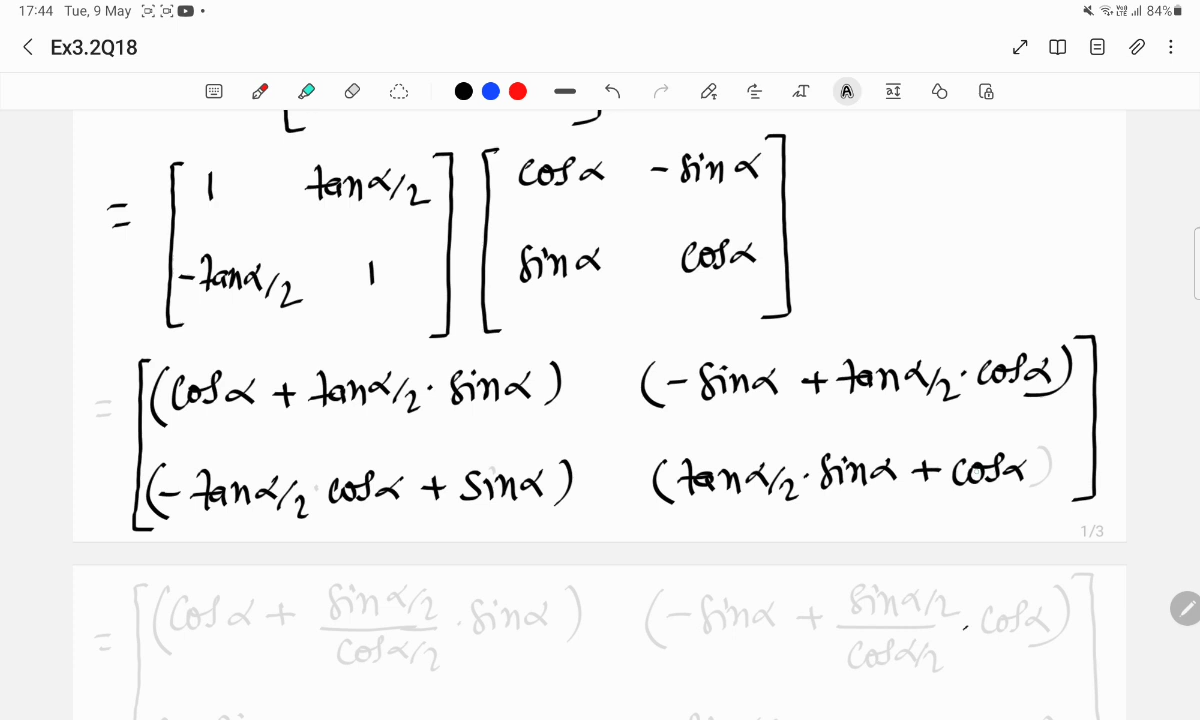 17:44 Tue, 9 May • 84%
Ex3.2Q18
= [ 1 tanα/2 ] [ cosα - sinα ]
[ -tanα/2 1 ] [ sinα cosα ]
= [ (cosα + tanα/2 · sinα) (- sinα + tanα/2 · cosα) ]
[ (- tanα/2 · cosα + sinα) (tanα/2 · sinα + cosα) ]
1/3
= [ (cosα + sinα/2 / cosα/2 · sinα) (- sinα + sinα/2 / cosα/2 · cosα) ]